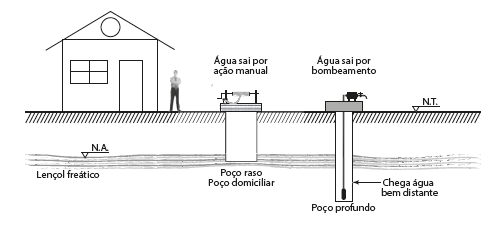 Água sai por
ação manual
Água sai por
bombeamento
N.T.
N.A.
Lençol freático
Poço raso
Poço domiciliar
Chega água
bem distante
Poço profundo